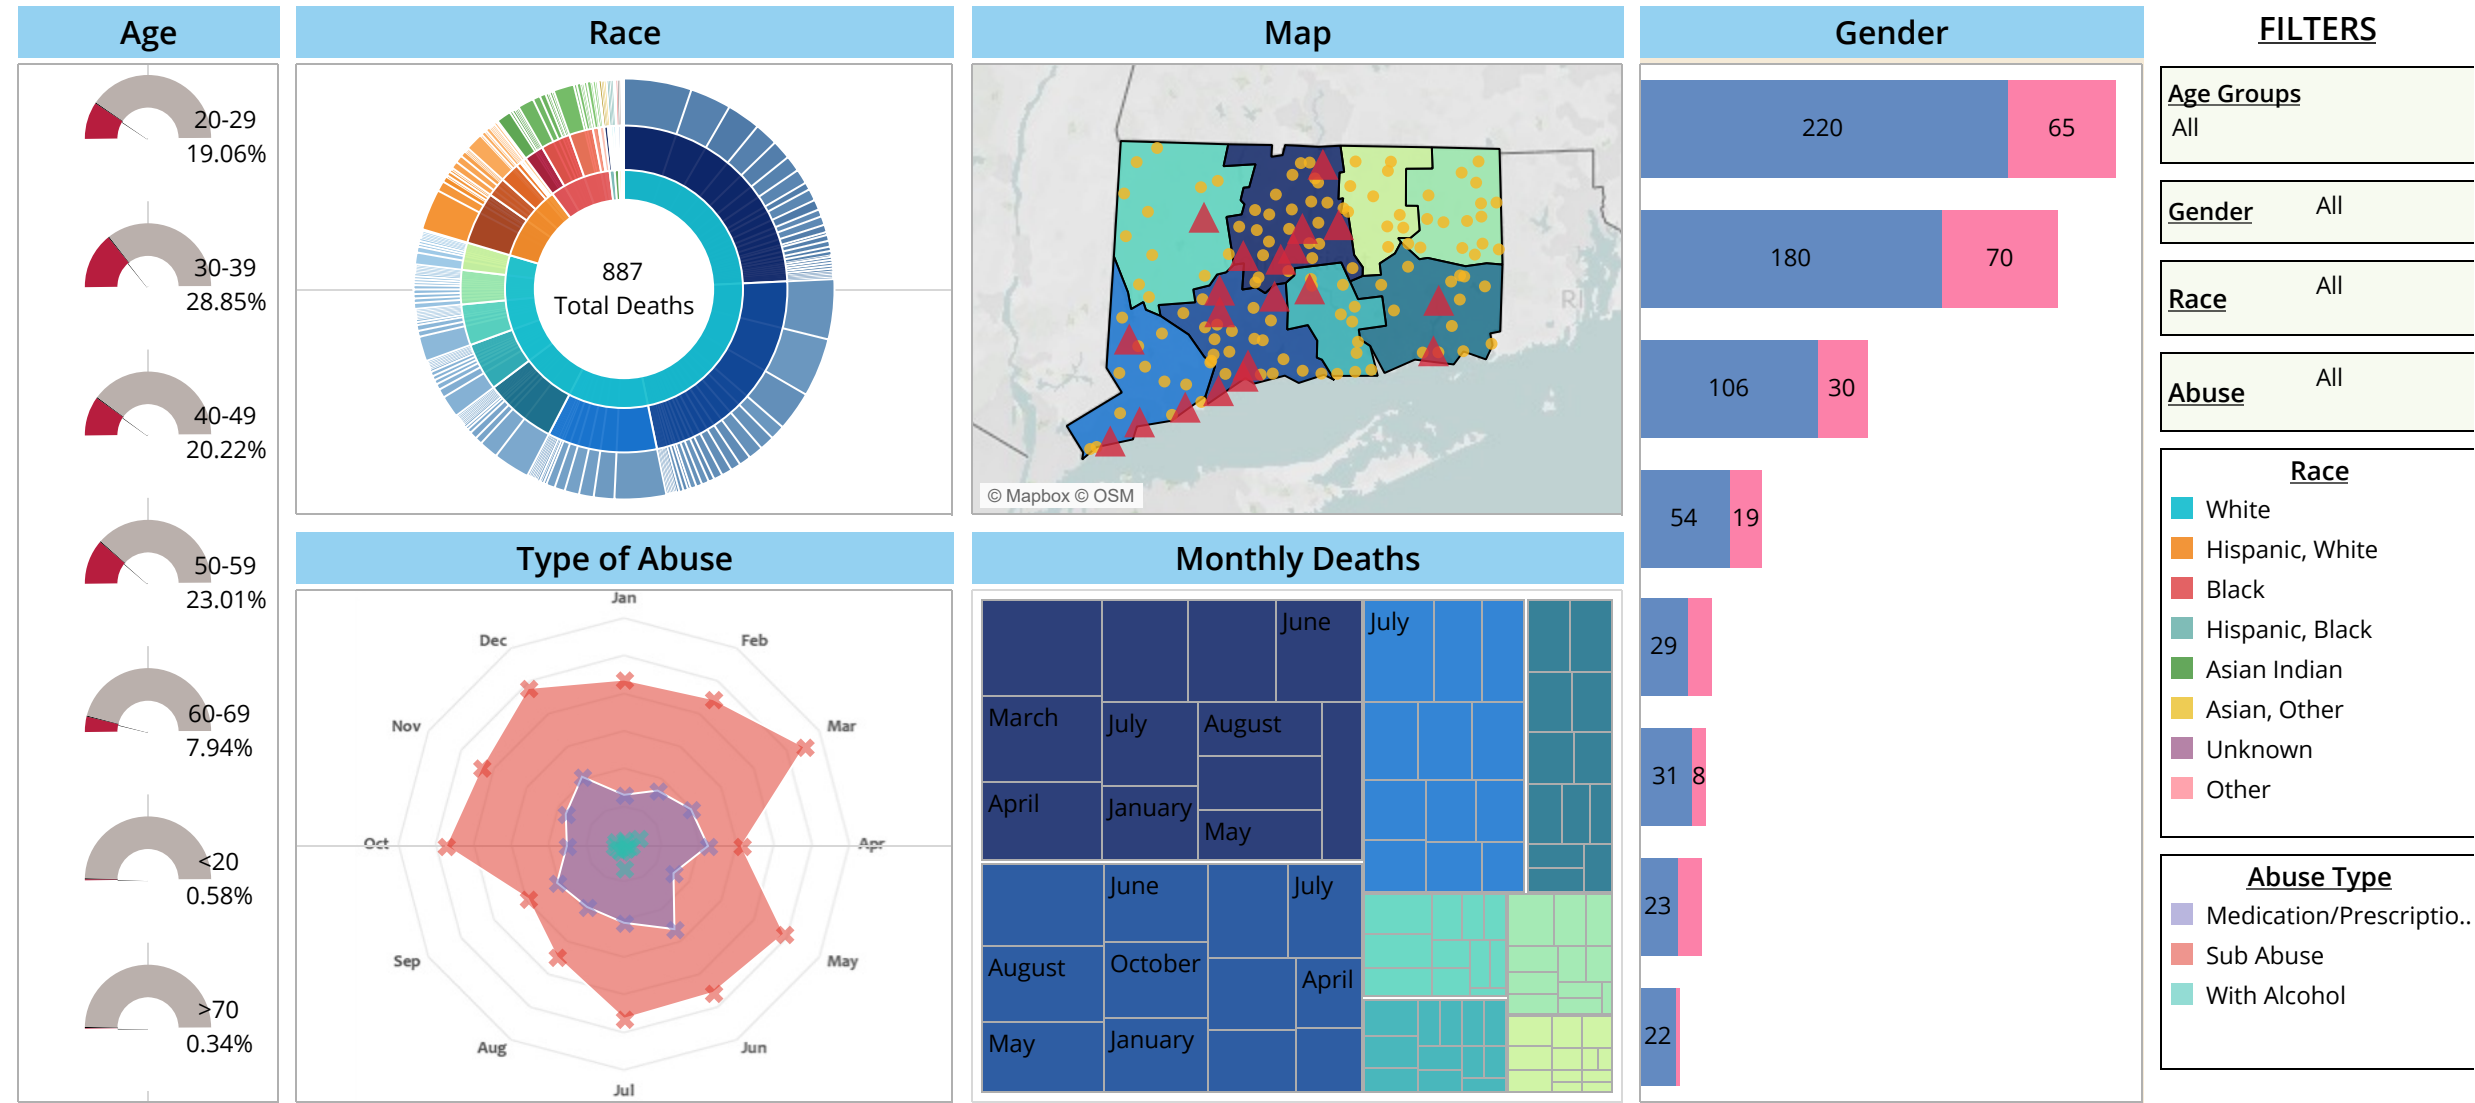 Age
20-29
19.06%
30-39
28.85%
40-49
20.22%
50-59
23.01%
60-69
7.94%
<20
0.58%
>70
0.34%
Race
887
Total Deaths
Map
RI
© Mapbox © OSM
Gender
220 65
180 70
106 30
54 19
29
31 8
23
22
Type of Abuse
Jan
Feb
Mar
Apr
May
Jun
Jul
Aug
Sep
Oct
Nov
Dec
Monthly Deaths
June
July
March
July
August
April
January
May
June
July
August
October
April
May
January
FILTERS
Age Groups
All
Gender All
Race All
Abuse All
Race
White
Hispanic, White
Black
Hispanic, Black
Asian Indian
Asian, Other
Unknown
Other
Abuse Type
Medication/Prescriptio..
Sub Abuse
With Alcohol